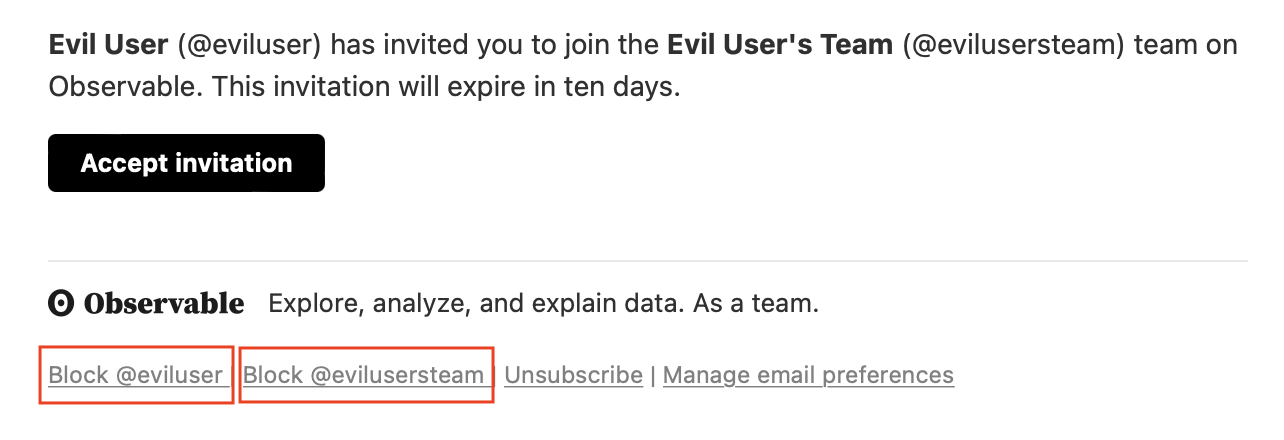 Evil User (@eviluser) has invited you to join the Evil User's Team (@evilusersteam) team on
Observable. This invitation will expire in ten days.
Accept invitation
Observable Explore, analyze, and explain data. As a team.
Block @eviluser | Block @evilusersteam | Unsubscribe | Manage email preferences